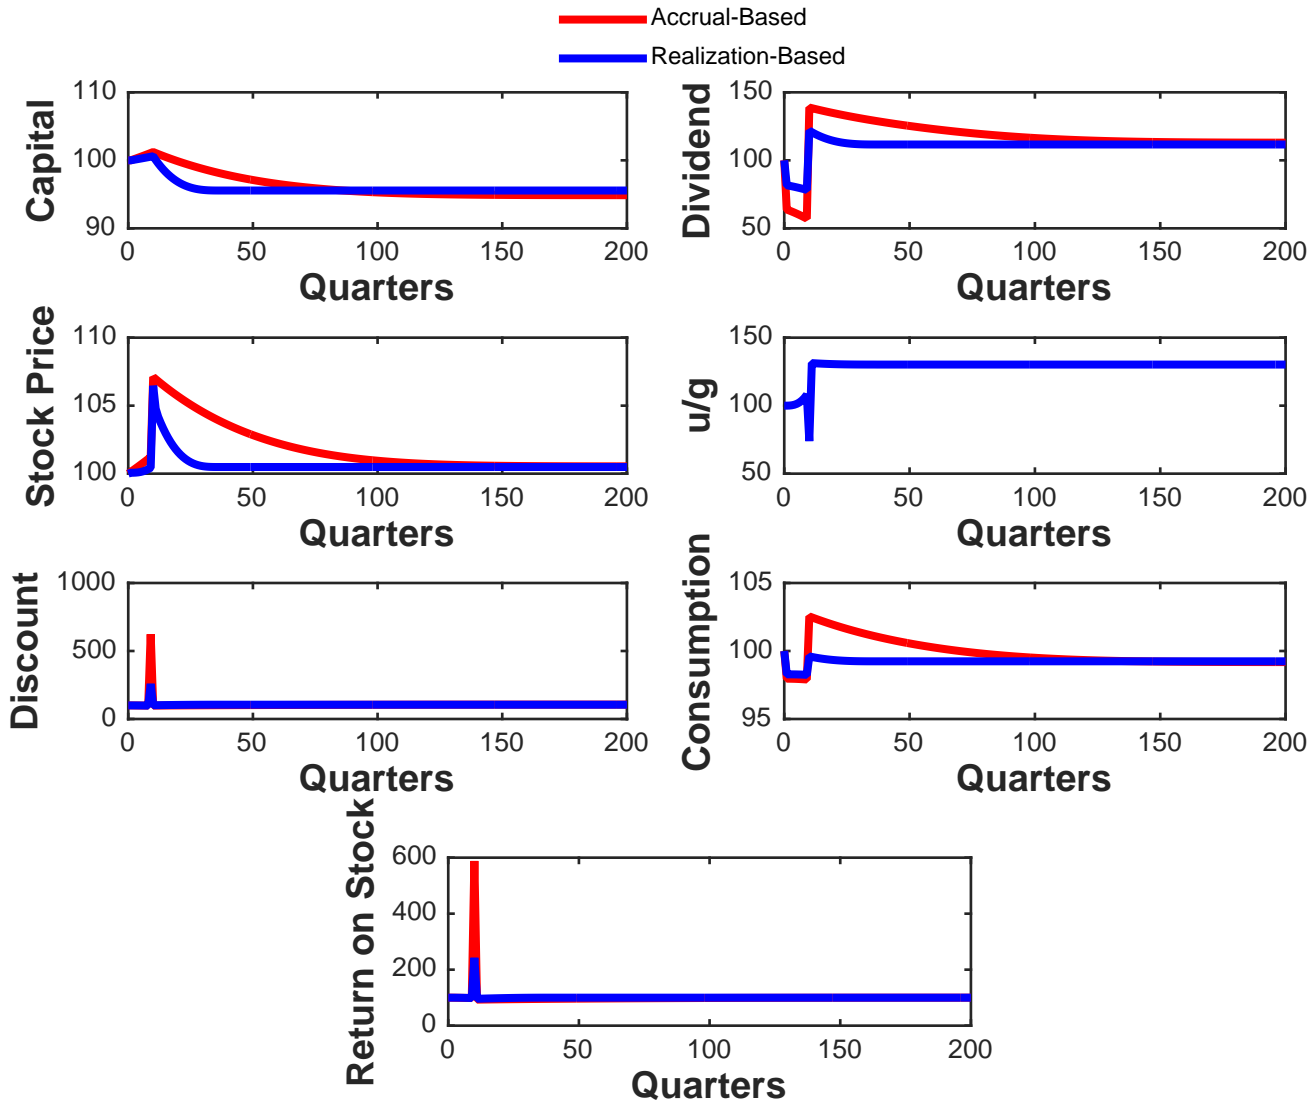 Accrual-Based
Realization-Based
Capital
110
100
90
0 50 100 150 200
Quarters
Dividend
150
100
50
0 50 100 150 200
Quarters
Stock Price
110
105
100
0 50 100 150 200
Quarters
u/g
150
100
50
0 50 100 150 200
Quarters
Discount
1000
500
0
0 50 100 150 200
Quarters
Consumption
105
100
95
0 50 100 150 200
Quarters
Return on Stock
600
400
200
0
0 50 100 150 200
Quarters